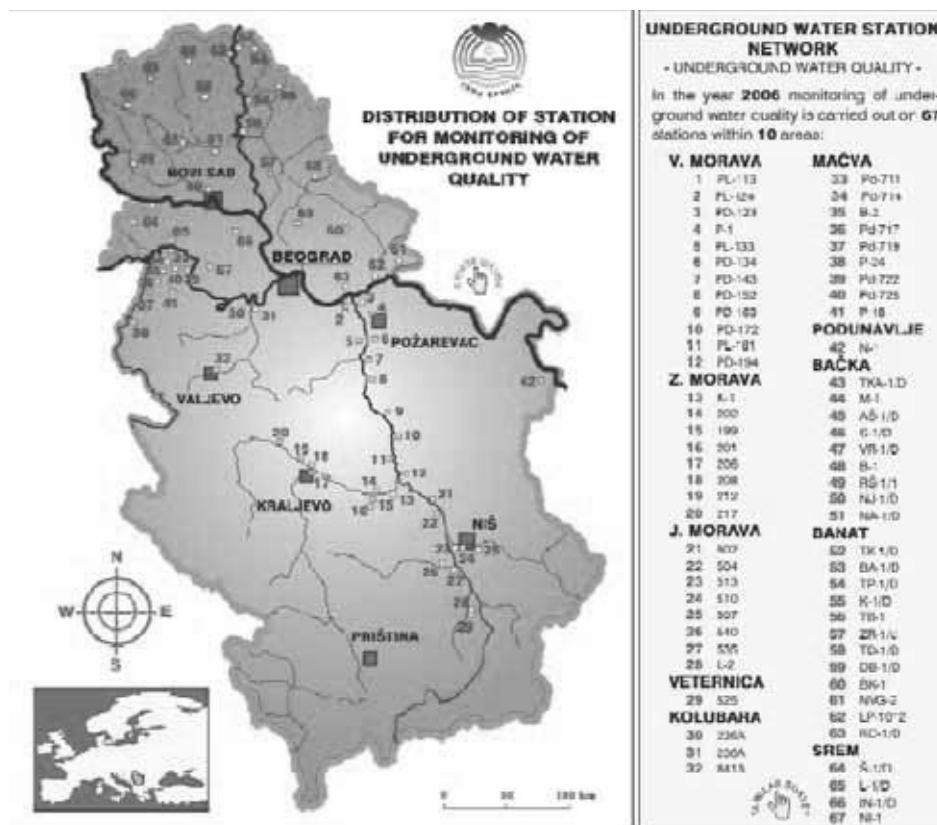 DISTRIBUTION OF STATION
FOR MONITORING OF
UNDERGROUND WATER
QUALITY
NOVI SAD
BEOGRAD
POŽAREVAC
VALJEVO
KRALJEVO
NIŠ
PRIŠTINA
N
W E
S
0 50 100 km
UNDERGROUND WATER STATION
NETWORK
- UNDERGROUND WATER QUALITY -
In the year 2006 monitoring of under-
ground water quality is carried out on 67
stations within 10 areas:
V. MORAVA
1 PL-113
2 PL-124
3 PD-123
4 P-1
5 PL-133
6 PD-134
7 PD-143
8 PD-152
9 PD-163
10 PD-172
11 PL-181
12 PD-194
Z. MORAVA
13 K-1
14 202
15 199
16 201
17 206
18 208
19 212
20 217
J. MORAVA
21 502
22 504
23 513
24 510
25 507
26 540
27 535
28 L-2
VETERNICA
29 525
KOLUBARA
30
31
32
MAČVA
33 Pd-711
34 Pd-714
35 B-2
36 Pd-717
37 Pd-719
38 P-24
39 Pd-722
40 Pd-725
41 P-18
PODUNAVLJE
42 N-1
BAČKA
43 TKA-1/D
44 M-1
45 AŠ-1/D
46
47 VR-1/D
48 B-1
49 RŠ-1/1
50 NJ-1/D
51 NA-1/D
BANAT
52 TK-1/D
53 BA-1/D
54 TP-1/D
55 K-1/D
56 TB-1
57
58 TD-1/D
59 DB-1/D
60 BK-1
61 NVG-2
62
63 KO-1/D
SREM
64 Š-1/D
65 L-1/D
66 IN-1/D
67 NI-1